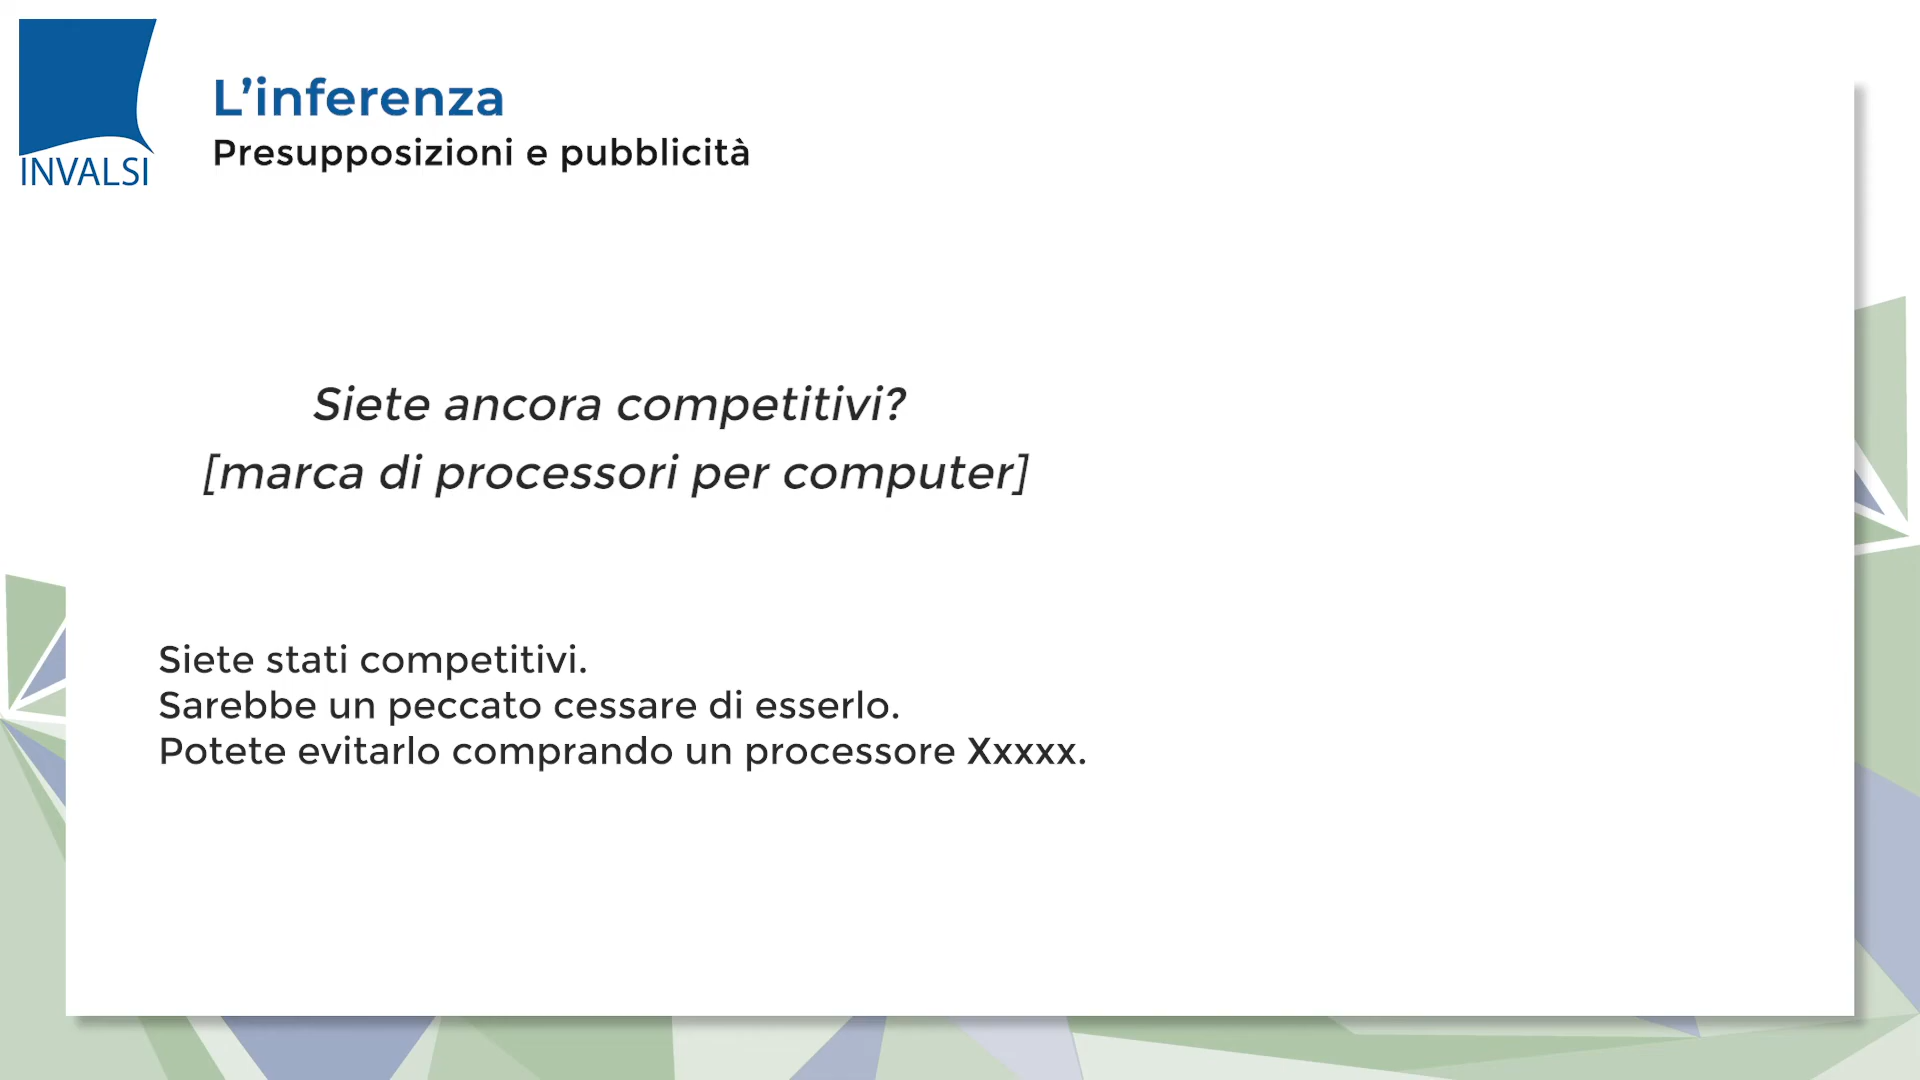 INVALSI
L’inferenza
Presupposizioni e pubblicità
Siete ancora competitivi?
[marca di processori per computer]
Siete stati competitivi.
Sarebbe un peccato cessare di esserlo.
Potete evitarlo comprando un processore Xxxxx.